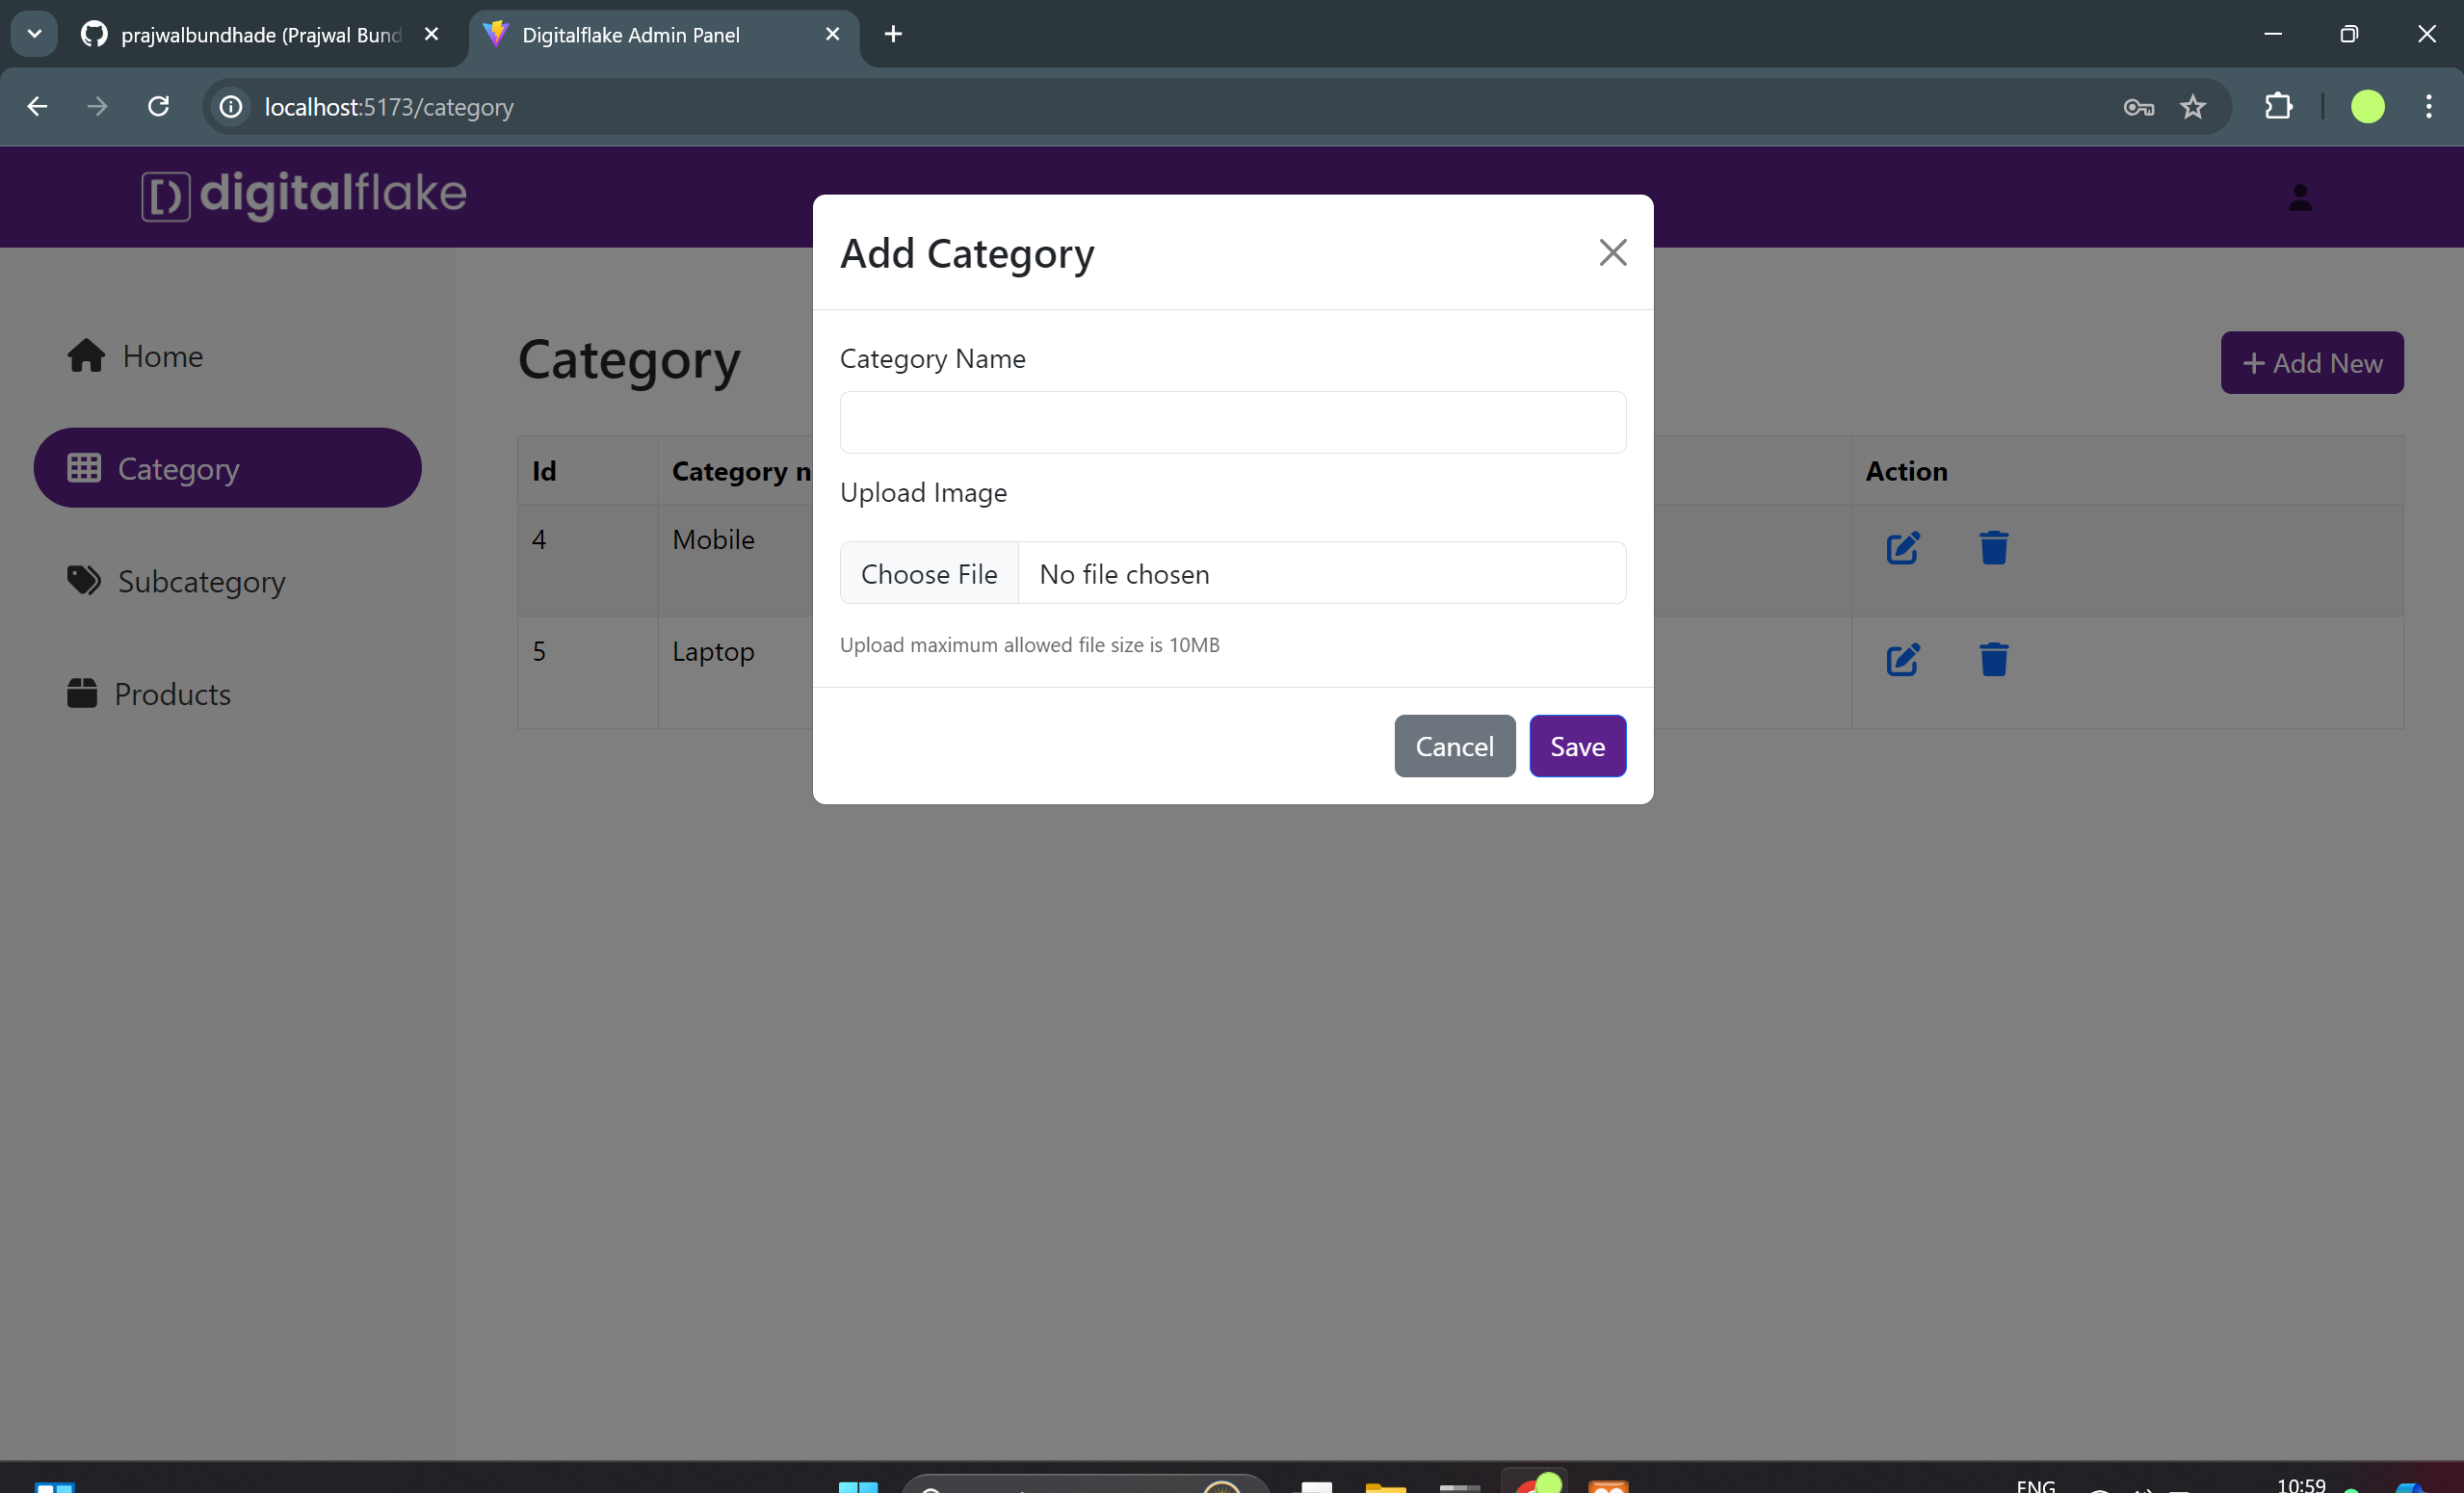 prajwalbundhade (Prajwal Bund
Digitalflake Admin Panel
localhost:5173/category
digitalflake
Add Category
Home
Category
Category Name
+ Add New
Category
Id
Category n
Action
Upload Image
4
Mobile
Choose File
No file chosen
Subcategory
Upload maximum allowed file size is 10MB
5
Laptop
Products
Cancel
Save
ENG
10:59